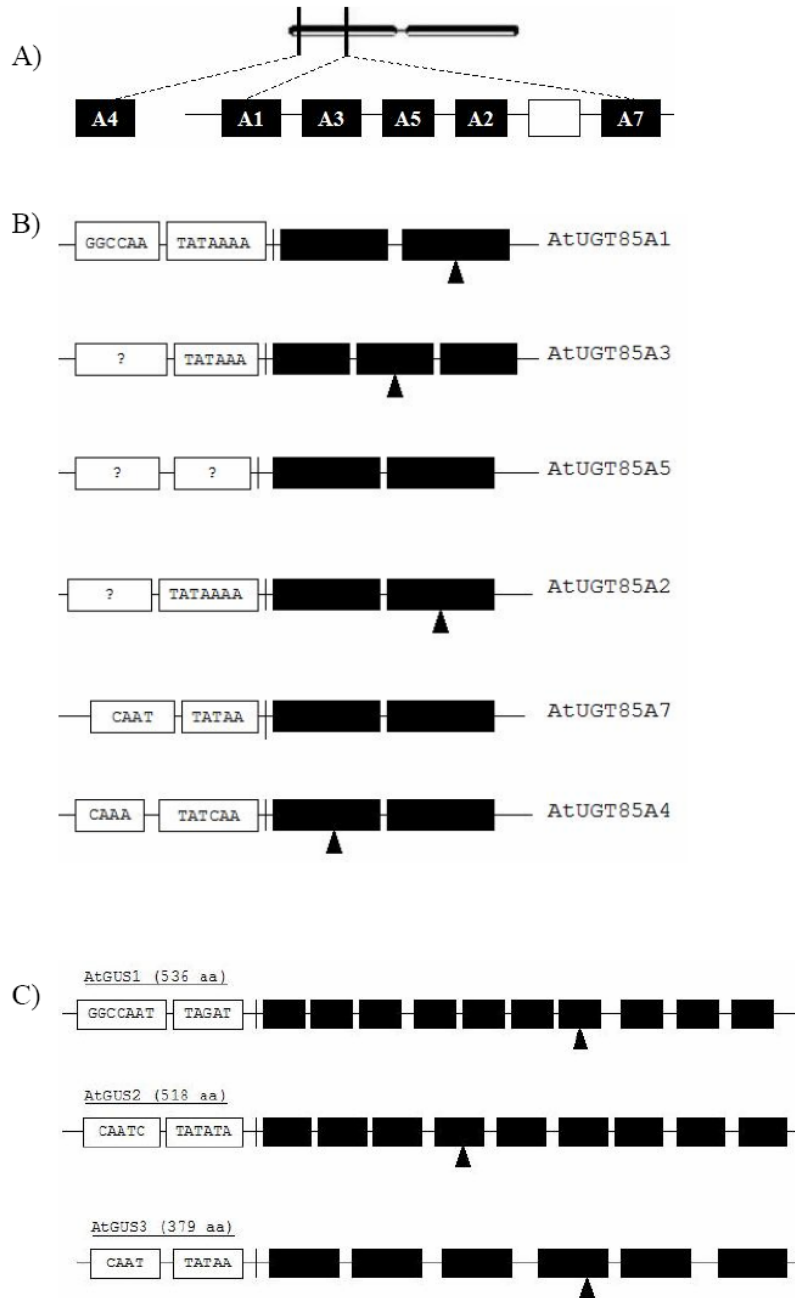 A)
A4 A1 A3 A5 A2 A7
B)
GGCCAA TATAAAA AtUGT85A1
? TATAAA AtUGT85A3
? ? AtUGT85A5
? TATAAAA AtUGT85A2
CAAT TATAA AtUGT85A7
CAAA TATCAA AtUGT85A4
C)
AtGUS1 (536 aa)
GGCCAAT TAGAT
AtGUS2 (518 aa)
CAATC TATATA
AtGUS3 (379 aa)
CAAT TATAA